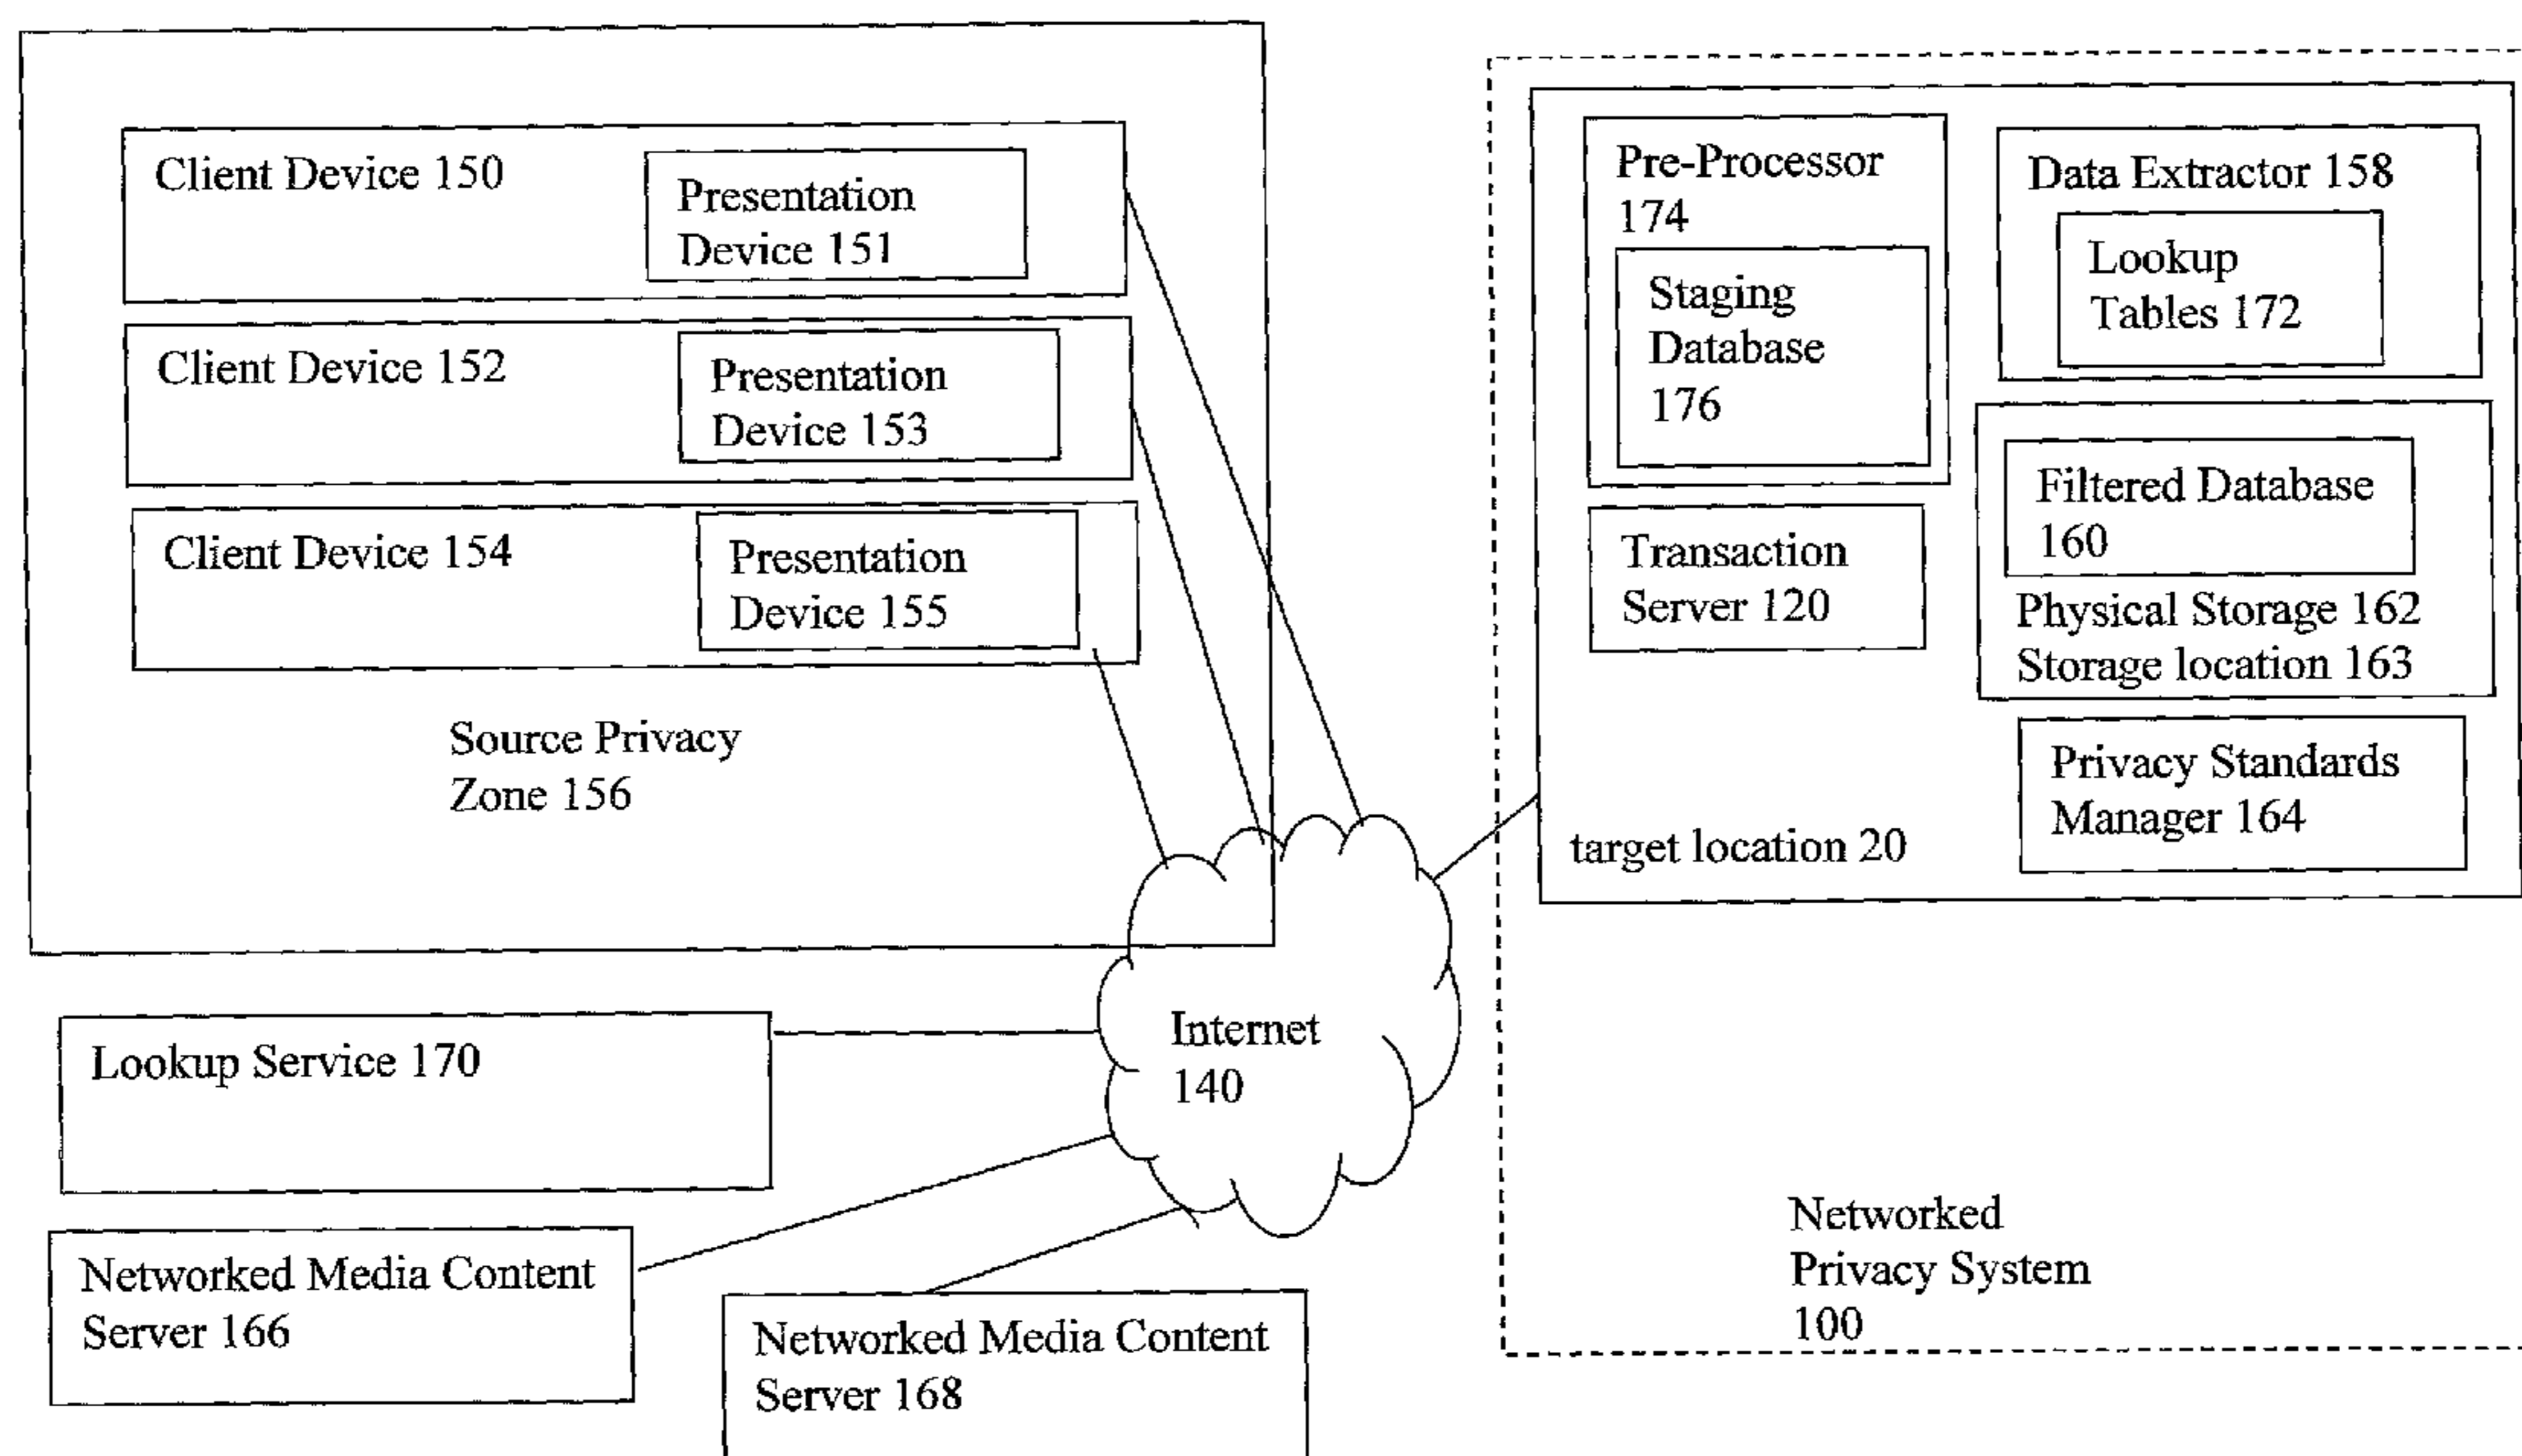 Client Device 150
Presentation
Device 151
Client Device 152
Presentation
Device 153
Client Device 154
Presentation
Device 155
Source Privacy
Zone 156
Pre-Processor
174
Staging
Database
176
Transaction
Server 120
Data Extractor 158
Lookup
Tables 172
Filtered Database
160
Physical Storage 162
Storage location 163
Privacy Standards
Manager 164
target location 20
Internet
140
Lookup Service 170
Networked Media Content
Server 166
Networked Media Content
Server 168
Networked
Privacy System
100